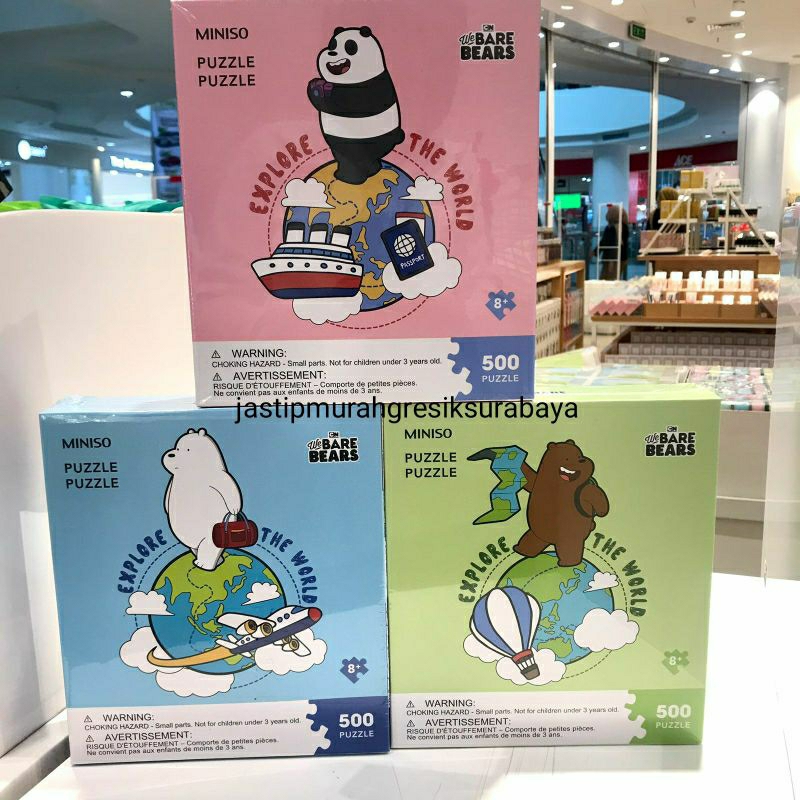 MINISO
PUZZLE
PUZZLE
CN
We BARE
BEARS
EXPLORE THE WORLD
PASSPORT
8+
WARNING:
CHOKING HAZARD - Small parts. Not for children under 3 years old.
AVERTISSEMENT:
RISQUE D'ÉTOUFFEMENT – Comporte de petites pièces.
Ne convient pas aux enfants de moins de 3 ans.
500
PUZZLE
ACE
jastipmurahgresiksurabaya
MINISO
PUZZLE
PUZZLE
CN
We BARE
BEARS
EXPLORE THE WORLD
8+
WARNING:
CHOKING HAZARD - Small parts. Not for children under 3 years old.
AVERTISSEMENT:
RISQUE D'ÉTOUFFEMENT – Comporte de petites pièces.
Ne convient pas aux enfants de moins de 3 ans.
500
PUZZLE
MINISO
PUZZLE
PUZZLE
CN
We BARE
BEARS
EXPLORE THE WORLD
8+
WARNING:
CHOKING HAZARD - Small parts. Not for children under 3 years old.
AVERTISSEMENT:
RISQUE D'ÉTOUFFEMENT – Comporte de petites pièces.
Ne convient pas aux enfants de moins de 3 ans.
500
PUZZLE